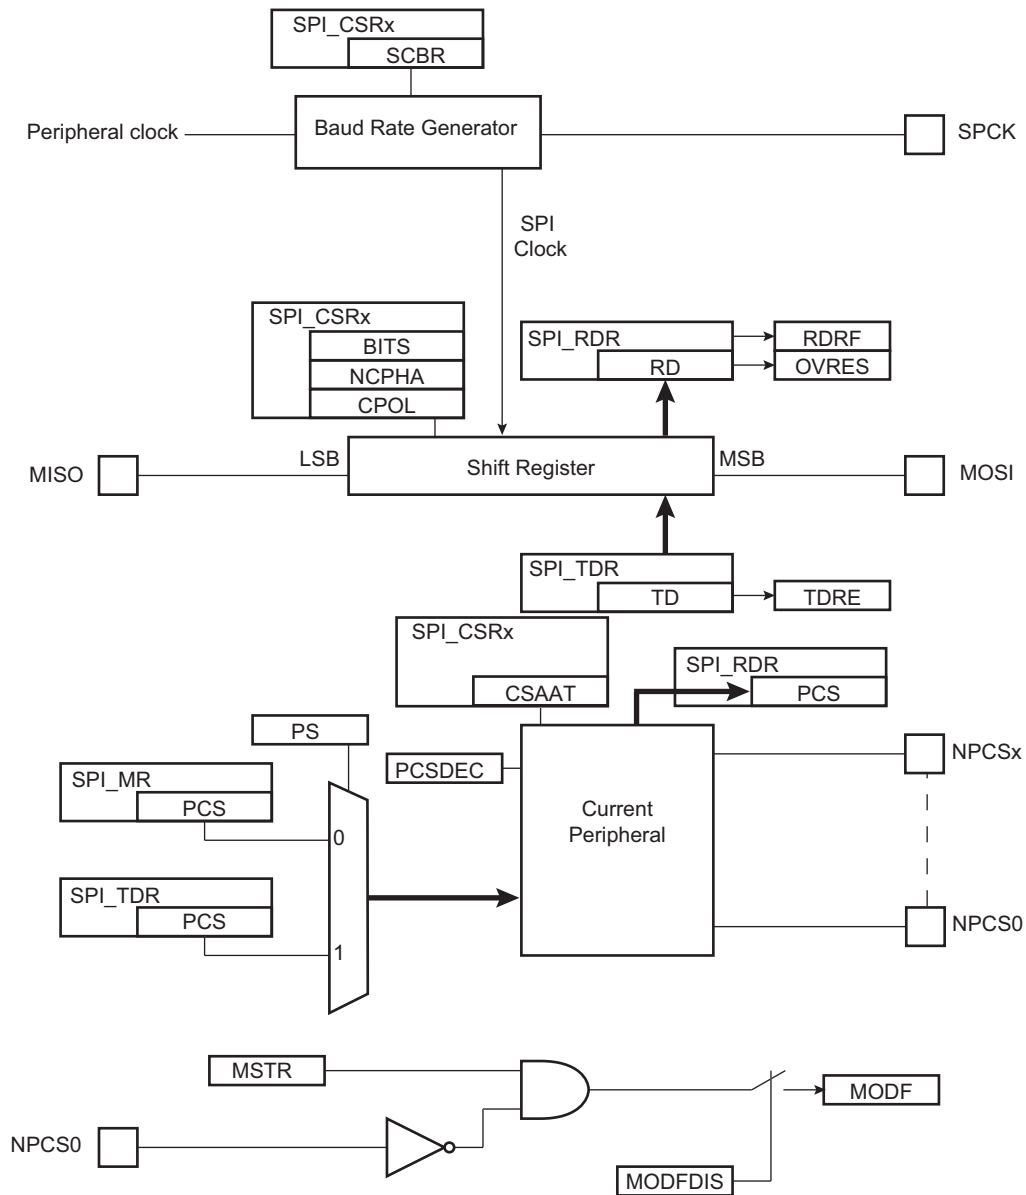 SPI_CSRx
SCBR
Peripheral clock
Baud Rate Generator
SPCK
SPI
Clock
SPI_CSRx
BITS
NCPHA
CPOL
SPI_RDR
RD
RDRF
OVRES
MISO
LSB
Shift Register
MSB
MOSI
SPI_TDR
TD
TDRE
SPI_CSRx
CSAAT
SPI_RDR
PCS
PS
PCSDEC
NPCSx
SPI_MR
PCS
0
Current
Peripheral
SPI_TDR
PCS
1
NPCS0
MSTR
MODF
NPCS0
MODFDIS